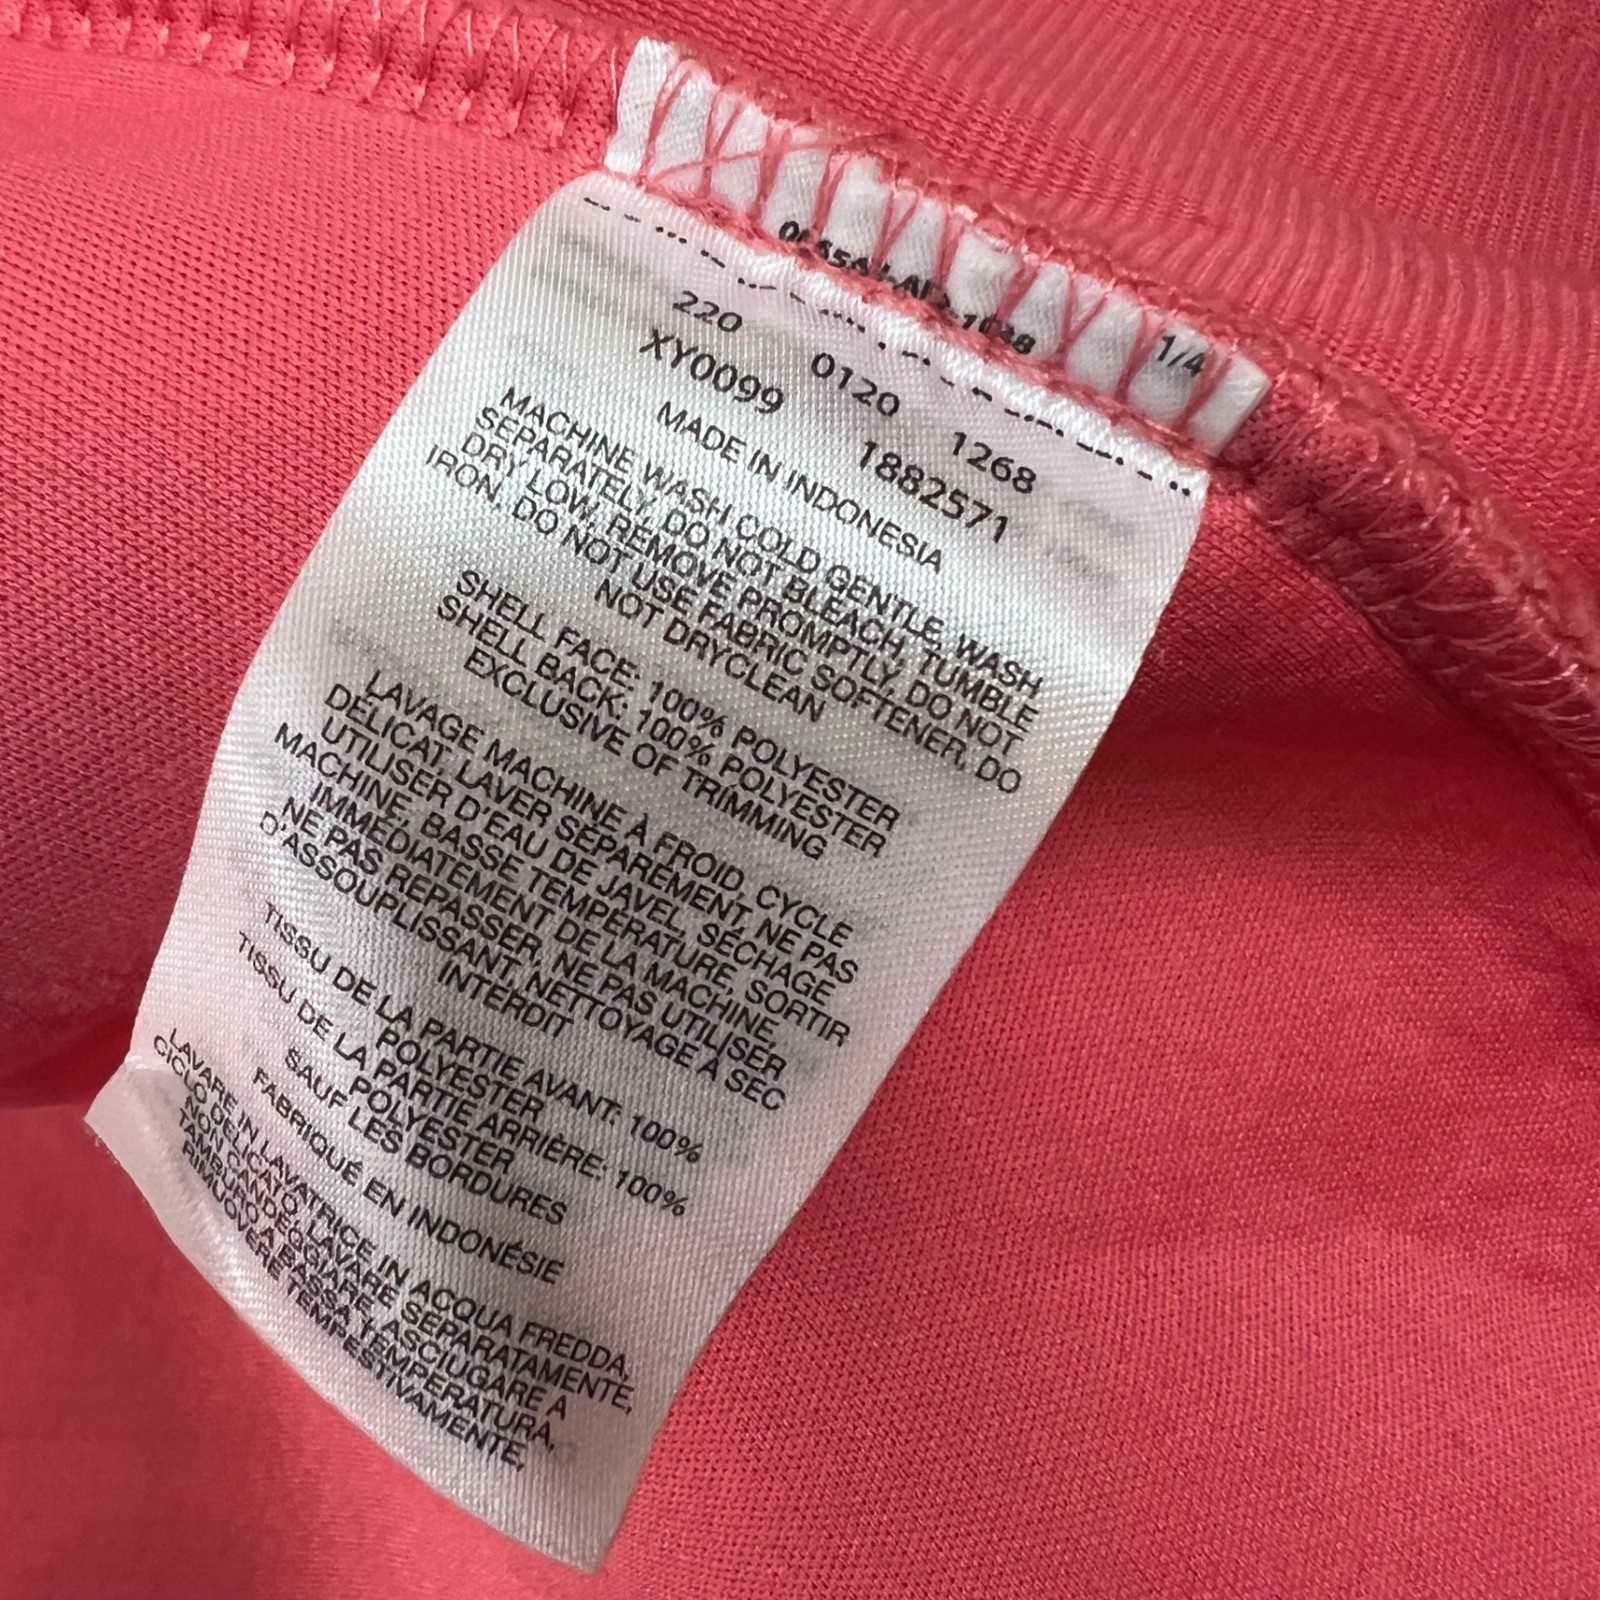 1/4
220 0120 1268
XY0099 1882571
MADE IN INDONESIA
MACHINE WASH COLD GENTLE, WASH
SEPARATELY, DO NOT BLEACH, TUMBLE
DRY LOW, REMOVE PROMPTLY, DO NOT
IRON, DO NOT USE FABRIC SOFTENER, DO
NOT DRYCLEAN
SHELL FACE: 100% POLYESTER
SHELL BACK: 100% POLYESTER
EXCLUSIVE OF TRIMMING
LAVAGE MACHINE À FROID, CYCLE
DÉLICAT, LAVER SÉPARÉMENT, NE PAS
UTILISER D'EAU DE JAVEL, SÉCHAGE
MACHINE, BASSE TEMPÉRATURE, SORTIR
IMMÉDIATEMENT DE LA MACHINE,
NE PAS REPASSER, NE PAS UTILISER
D'ASSOUPLISSANT, NETTOYAGE À SEC
INTERDIT
TISSU DE LA PARTIE AVANT: 100%
POLYESTER
TISSU DE LA PARTIE ARRIÈRE: 100%
POLYESTER
SAUF LES BORDURES
FABRIQUÉ EN INDONÉSIE
LAVARE IN LAVATRICE IN ACQUA FREDDA,
CICLO DELICATO, LAVARE SEPARATAMENTE,
NON CANDEGGIARE, ASCIUGARE A
TAMBURO A BASSA TEMPERATURA,
RIMUOVERE TEMPESTIVAMENTE,